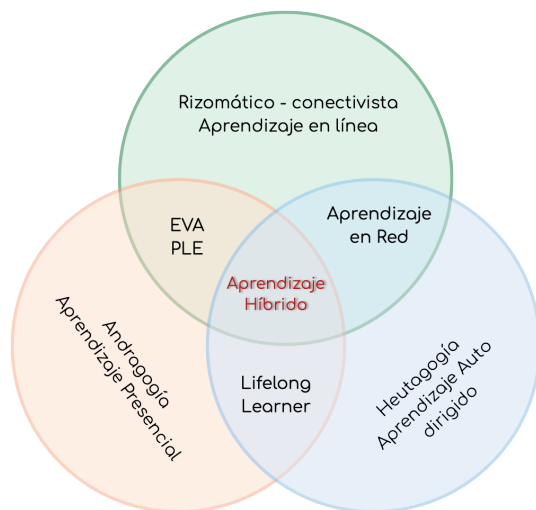 Rizomático - conectivista
Aprendizaje en línea
EVA
PLE
Aprendizaje
en Red
Aprendizaje
Híbrido
Andragogía
Aprendizaje Presencial
Lifelong
Learner
Heutagogía
Aprendizaje Auto
dirigido